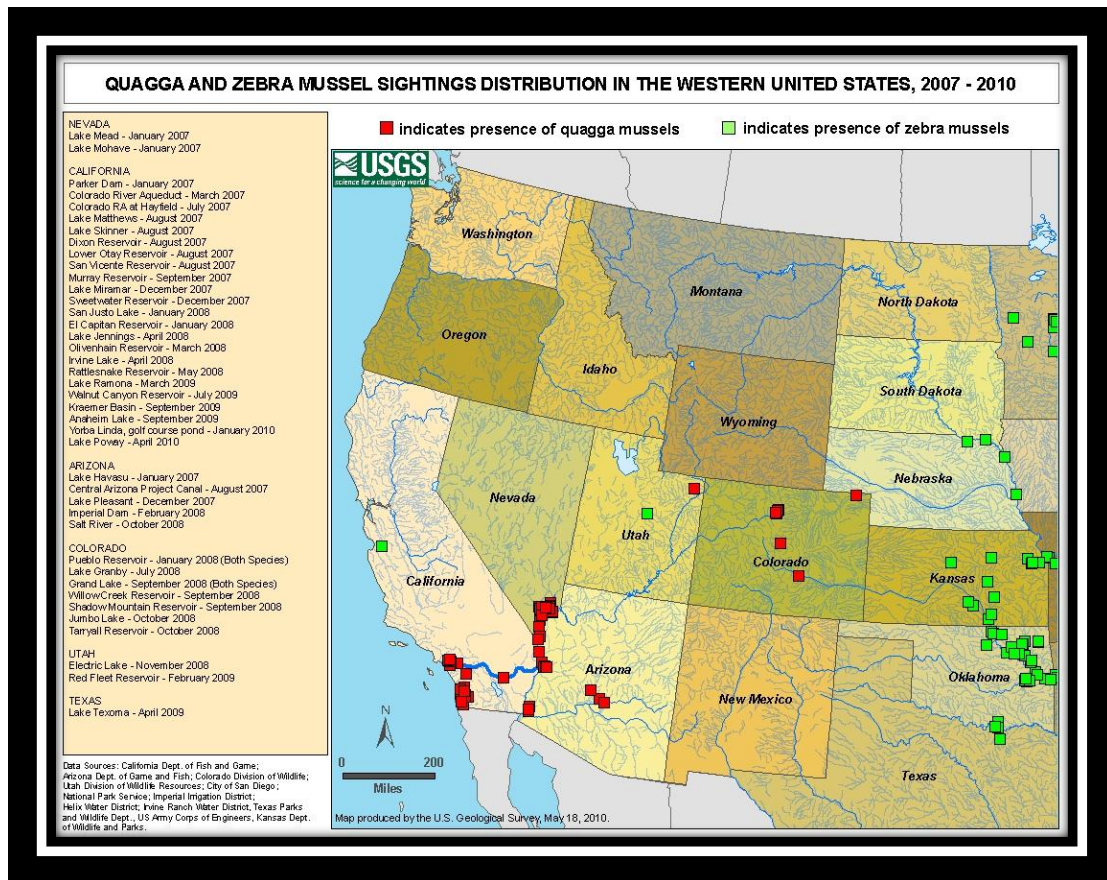 QUAGGA AND ZEBRA MUSSEL SIGHTINGS DISTRIBUTION IN THE WESTERN UNITED STATES, 2007 - 2010
NEVADA
Lake Mead - January 2007
Lake Mohave - January 2007
CALIFORNIA
Parker Dam - January 2007
Colorado River Aqueduct - March 2007
Colorado RA at Hayfield - July 2007
Lake Matthews - August 2007
Lake Skinner - August 2007
Dixon Reservoir - August 2007
Lower Otay Reservoir - August 2007
San Vicente Reservoir - August 2007
Murray Reservoir - September 2007
Lake Miramar - December 2007
Sweetwater Reservoir - December 2007
San Justo Lake - January 2008
El Capitan Reservoir - January 2008
Lake Jennings - April 2008
Olivenhain Reservoir - March 2008
Irvine Lake - April 2008
Rattlesnake Reservoir - May 2008
Lake Ramona - March 2009
Walnut Canyon Reservoir - July 2009
Kraemer Basin - September 2009
Anaheim Lake - September 2009
Yorba Linda, golf course pond - January 2010
Lake Poway - April 2010
ARIZONA
Lake Havasu - January 2007
Central Arizona Project Canal - August 2007
Lake Pleasant - December 2007
Imperial Dam - February 2008
Salt River - October 2008
COLORADO
Pueblo Reservoir - January 2008 (Both Species)
Lake Granby - July 2008
Grand Lake - September 2008 (Both Species)
Willow Creek Reservoir - September 2008
Shadow Mountain Reservoir - September 2008
Jumbo Lake - October 2008
Tarryall Reservoir - October 2008
UTAH
Electric Lake - November 2008
Red Fleet Reservoir - February 2009
TEXAS
Lake Texoma - April 2009
Data Sources: California Dept. of Fish and Game;
Arizona Dept. of Game and Fish; Colorado Division of Wildlife;
Utah Division of Wildlife Resources; City of San Diego;
National Park Service; Imperial Irrigation District;
Helix Water District; Irvine Ranch Water District, Texas Parks
and Wildlife Dept., US Army Corps of Engineers, Kansas Dept.
of Wildlife and Parks.
indicates presence of quagga mussels
indicates presence of zebra mussels
USGS
science for a changing world
Washington
Montana
North Dakota
Oregon
Idaho
South Dakota
Wyoming
Nebraska
Nevada
Utah
Colorado
California
Kansas
Arizona
New Mexico
Oklahoma
Texas
N
0
200
Miles
Map produced by the U.S. Geological Survey, May 18, 2010.